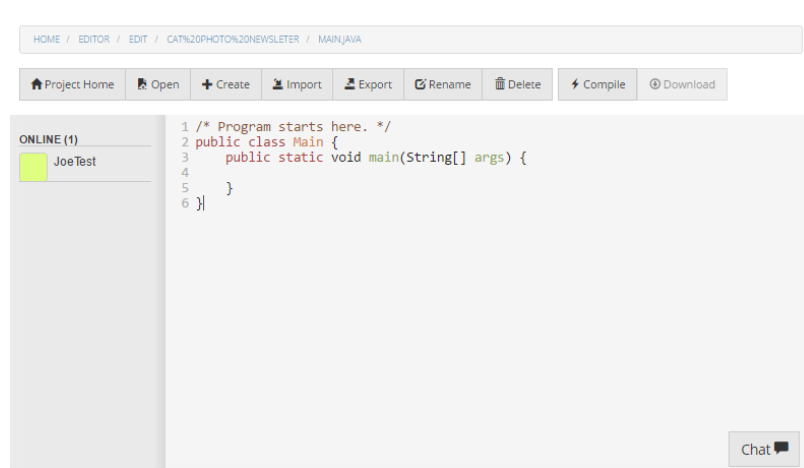 HOME / EDITOR / EDIT / CAT%20PHOTO%20NEWSLETER / MAIN.JAVA
Project Home Open Create Import Export Rename Delete Compile Download
ONLINE (1)
JoeTest
1 /* Program starts here. */
2 public class Main {
3     public static void main(String[] args) {
4
5     }
6 }
Chat